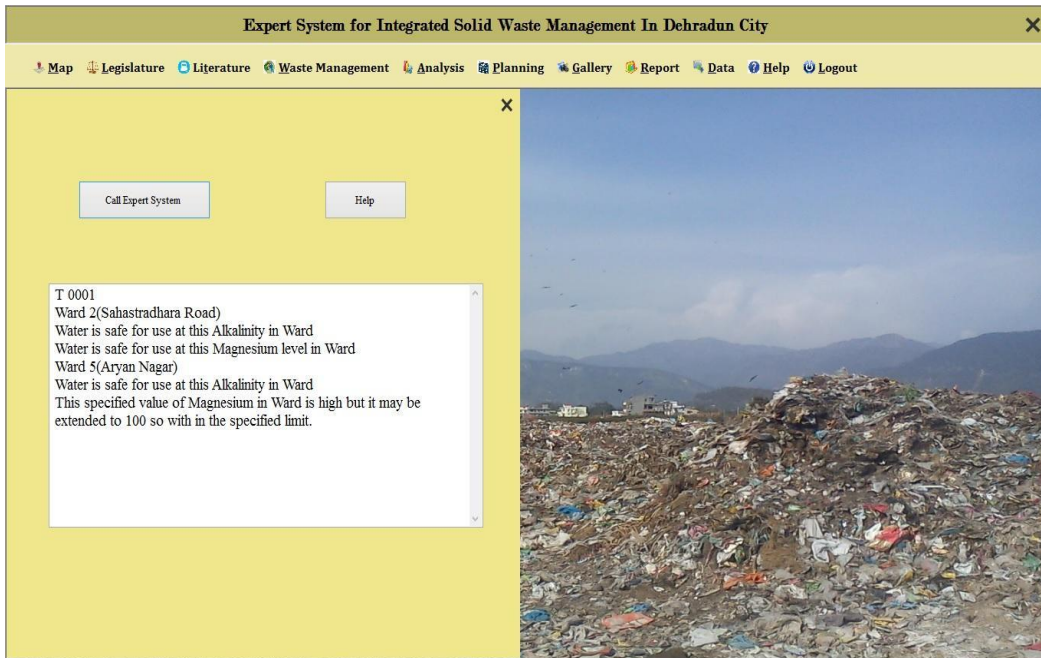 Expert System for Integrated Solid Waste Management In Dehradun City
Map Legislature Literature Waste Management Analysis Planning Gallery Report Data Help Logout
Call Expert System Help
T 0001
Ward 2(Sahastradhara Road)
Water is safe for use at this Alkalinity in Ward
Water is safe for use at this Magnesium level in Ward
Ward 5(Aryan Nagar)
Water is safe for use at this Alkalinity in Ward
This specified value of Magnesium in Ward is high but it may be
extended to 100 so with in the specified limit.